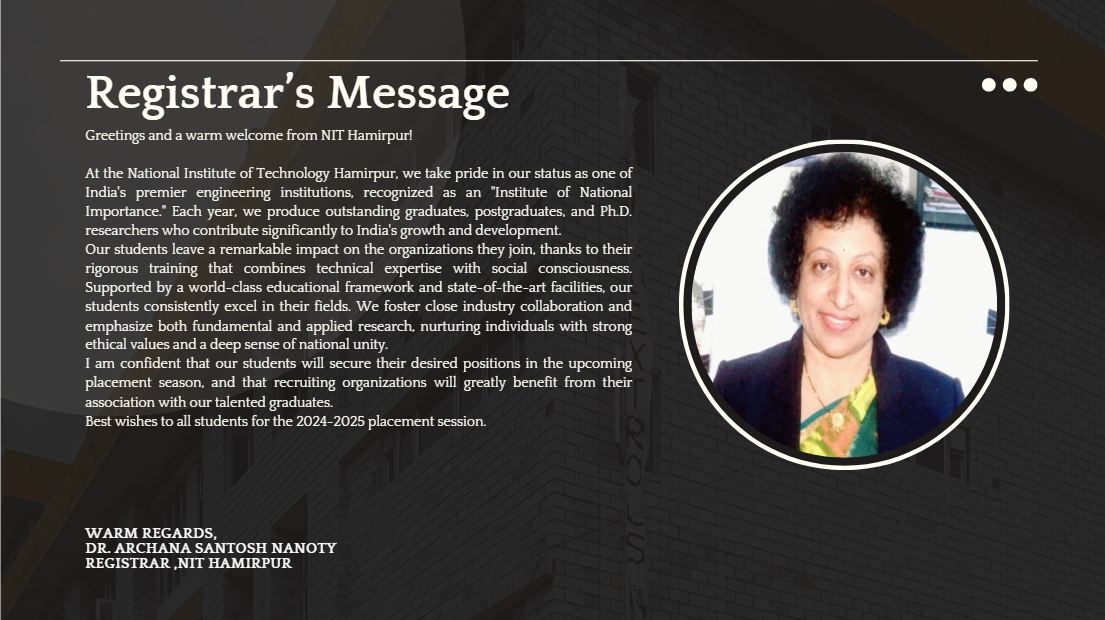 Registrar’s Message
Greetings and a warm welcome from NIT Hamirpur!
At the National Institute of Technology Hamirpur, we take pride in our status as one of
India's premier engineering institutions, recognized as an "Institute of National
Importance." Each year, we produce outstanding graduates, postgraduates, and Ph.D.
researchers who contribute significantly to India's growth and development.
Our students leave a remarkable impact on the organizations they join, thanks to their
rigorous training that combines technical expertise with social consciousness.
Supported by a world-class educational framework and state-of-the-art facilities, our
students consistently excel in their fields. We foster close industry collaboration and
emphasize both fundamental and applied research, nurturing individuals with strong
ethical values and a deep sense of national unity.
I am confident that our students will secure their desired positions in the upcoming
placement season, and that recruiting organizations will greatly benefit from their
association with our talented graduates.
Best wishes to all students for the 2024-2025 placement session.
WARM REGARDS,
DR. ARCHANA SANTOSH NANOTY
REGISTRAR ,NIT HAMIRPUR